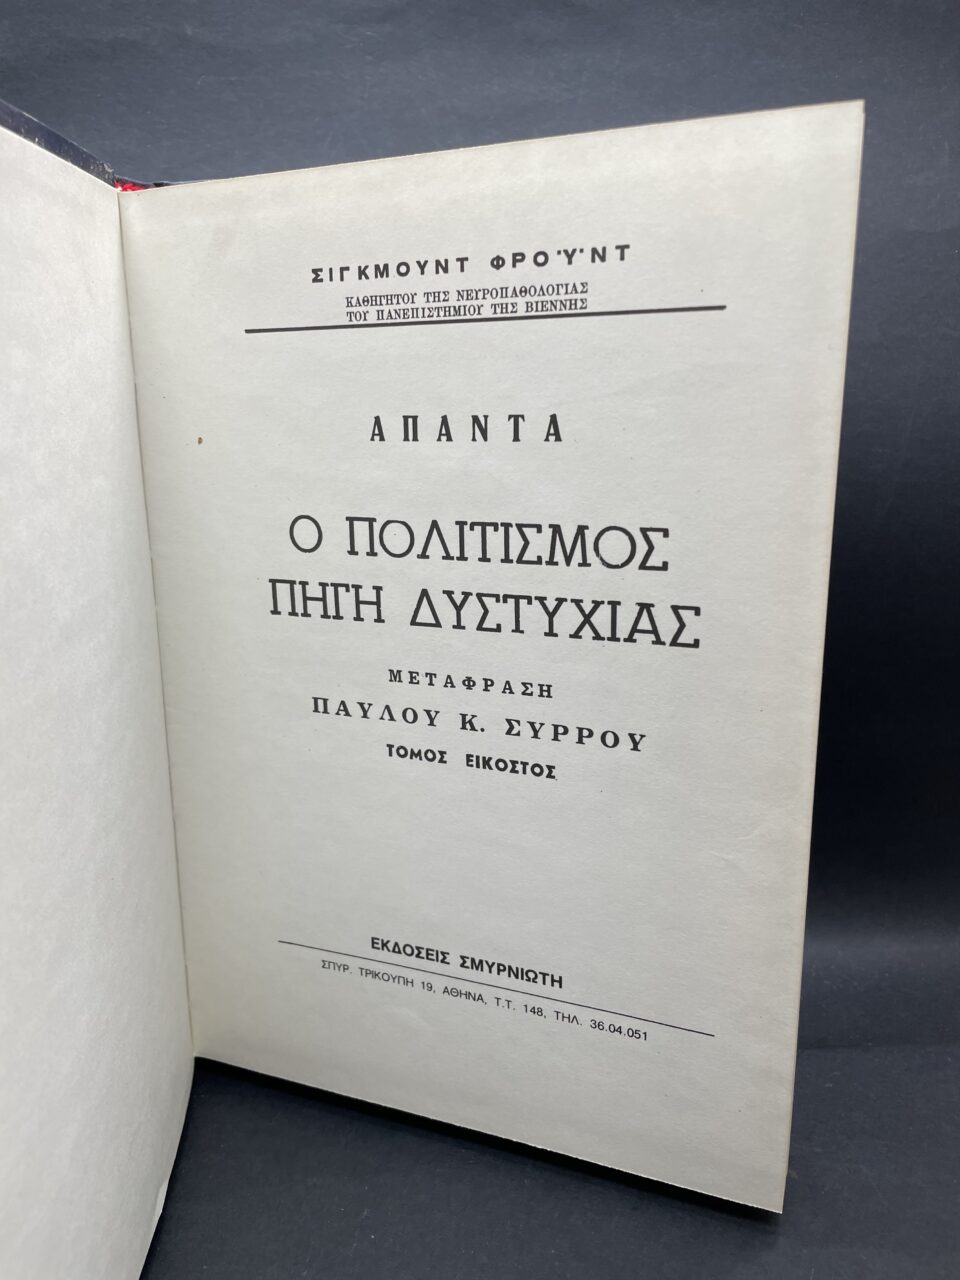 ΣΙΓΚΜΟΥΝΤ ΦΡΟΫΝΤ
ΚΑΘΗΓΗΤΟΥ ΤΗΣ ΝΕΥΡΟΠΑΘΟΛΟΓΙΑΣ
ΤΟΥ ΠΑΝΕΠΙΣΤΗΜΙΟΥ ΤΗΣ ΒΙΕΝΝΗΣ
ΑΠΑΝΤΑ
Ο ΠΟΛΙΤΙΣΜΟΣ
ΠΗΓΗ ΔΥΣΤΥΧΙΑΣ
ΜΕΤΑΦΡΑΣΗ
ΠΑΥΛΟΥ Κ. ΣΥΡΡΟΥ
ΤΟΜΟΣ ΕΙΚΟΣΤΟΣ
ΕΚΔΟΣΕΙΣ ΣΜΥΡΝΙΩΤΗ
ΣΠΥΡ. ΤΡΙΚΟΥΠΗ 19, ΑΘΗΝΑ, Τ.Τ. 148, ΤΗΛ. 36.04.051